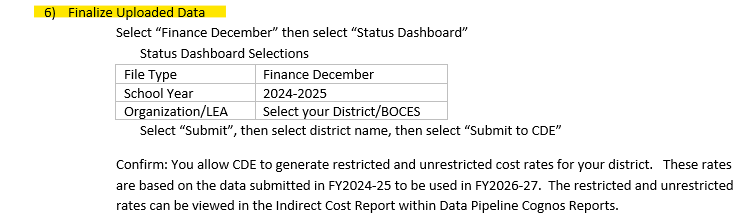 6) Finalize Uploaded Data
Select “Finance December” then select “Status Dashboard”
Status Dashboard Selections
File Type Finance December
School Year 2024-2025
Organization/LEA Select your District/BOCES
Select “Submit”, then select district name, then select “Submit to CDE”
Confirm: You allow CDE to generate restricted and unrestricted cost rates for your district. These rates
are based on the data submitted in FY2024-25 to be used in FY2026-27. The restricted and unrestricted
rates can be viewed in the Indirect Cost Report within Data Pipeline Cognos Reports.